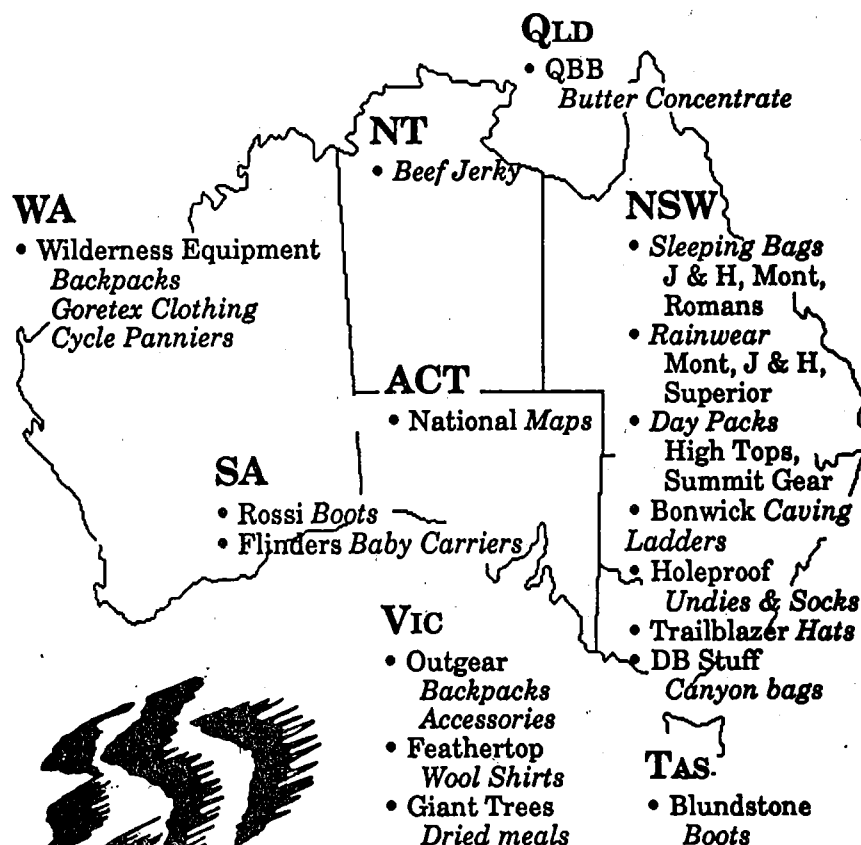 QLD
• QBB
Butter Concentrate
NT
• Beef Jerky
WA
• Wilderness Equipment
Backpacks
Goretex Clothing
Cycle Panniers
NSW
• Sleeping Bags
J & H, Mont,
Romans
• Rainwear
Mont, J & H,
Superior
• Day Packs
High Tops,
Summit Gear
• Bonwick Caving
Ladders
• Holeproof
Undies & Socks
• Trailblazer Hats
• DB Stuff
Canyon bags
ACT
• National Maps
SA
• Rossi Boots
• Flinders Baby Carriers
VIC
• Outgear
Backpacks
Accessories
• Feathertop
Wool Shirts
• Giant Trees
Dried meals
TAS.
• Blundstone
Boots